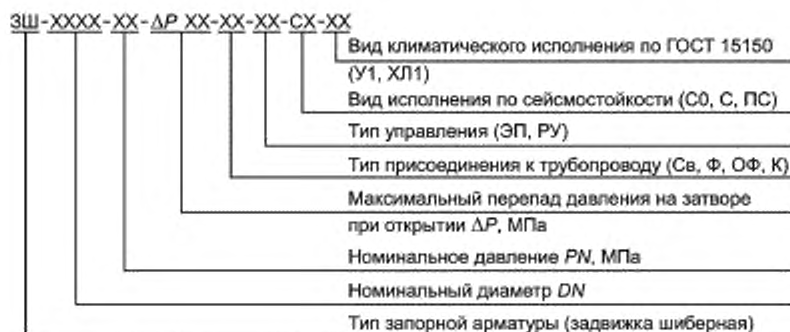 ЗШ-ХХХХ-ХХ-ΔP ХХ-ХХ-ХХ-СХ-ХХ
Вид климатического исполнения по ГОСТ 15150
(У1, ХЛ1)
Вид исполнения по сейсмостойкости (С0, С, ПС)
Тип управления (ЭП, РУ)
Тип присоединения к трубопроводу (Св, Ф, ОФ, К)
Максимальный перепад давления на затворе
при открытии ΔP, МПа
Номинальное давление PN, МПа
Номинальный диаметр DN
Тип запорной арматуры (задвижка шиберная)